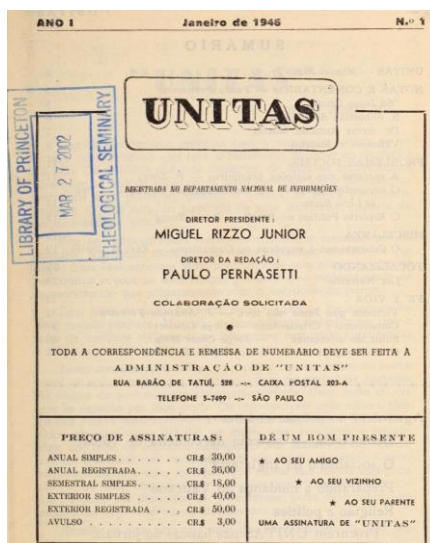 ANO I Janeiro de 1946 N.º 1
UNITAS
LIBRARY OF PRINCETON
MAR 27 2002
THEOLOGICAL SEMINARY
REGISTRADA NO DEPARTAMENTO NACIONAL DE INFORMAÇÕES
DIRETOR PRESIDENTE:
MIGUEL RIZZO JUNIOR
DIRETOR DA REDAÇÃO:
PAULO PERNASETTI
COLABORAÇÃO SOLICITADA
TODA A CORRESPONDÊNCIA E REMESSA DE NUMERÁRIO DEVE SER FEITA À
ADMINISTRAÇÃO DE "UNITAS"
RUA BARÃO DE TATUÍ, 528 -:- CAIXA POSTAL 203-A
TELEFONE 5-7499 -:- SÃO PAULO
PREÇO DE ASSINATURAS:
ANUAL SIMPLES . . . . . . CR.$ 30,00
ANUAL REGISTRADA . . . . . CR.$ 36,00
SEMESTRAL SIMPLES . . . . CR.$ 18,00
EXTERIOR SIMPLES . . . . . CR.$ 40,00
EXTERIOR REGISTRADA . . . CR.$ 50,00
AVULSO . . . . . . . . . CR.$ 3,00
DÊ UM BOM PRESENTE
★ AO SEU AMIGO
★ AO SEU VIZINHO
★ AO SEU PARENTE
UMA ASSINATURA DE "UNITAS"